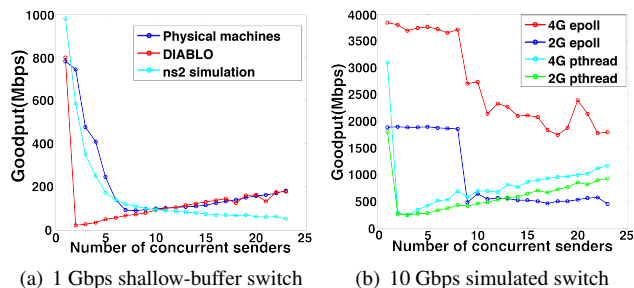 Goodput(Mbps)
1000
800
600
400
200
0
0 5 10 15 20 25
Number of concurrent senders
Physical machines
DIABLO
ns2 simulation
(a) 1 Gbps shallow-buffer switch
Goodput(Mbps)
4000
3500
3000
2500
2000
1500
1000
500
0
0 5 10 15 20 25
Number of concurrent senders
4G epoll
2G epoll
4G pthread
2G pthread
(b) 10 Gbps simulated switch